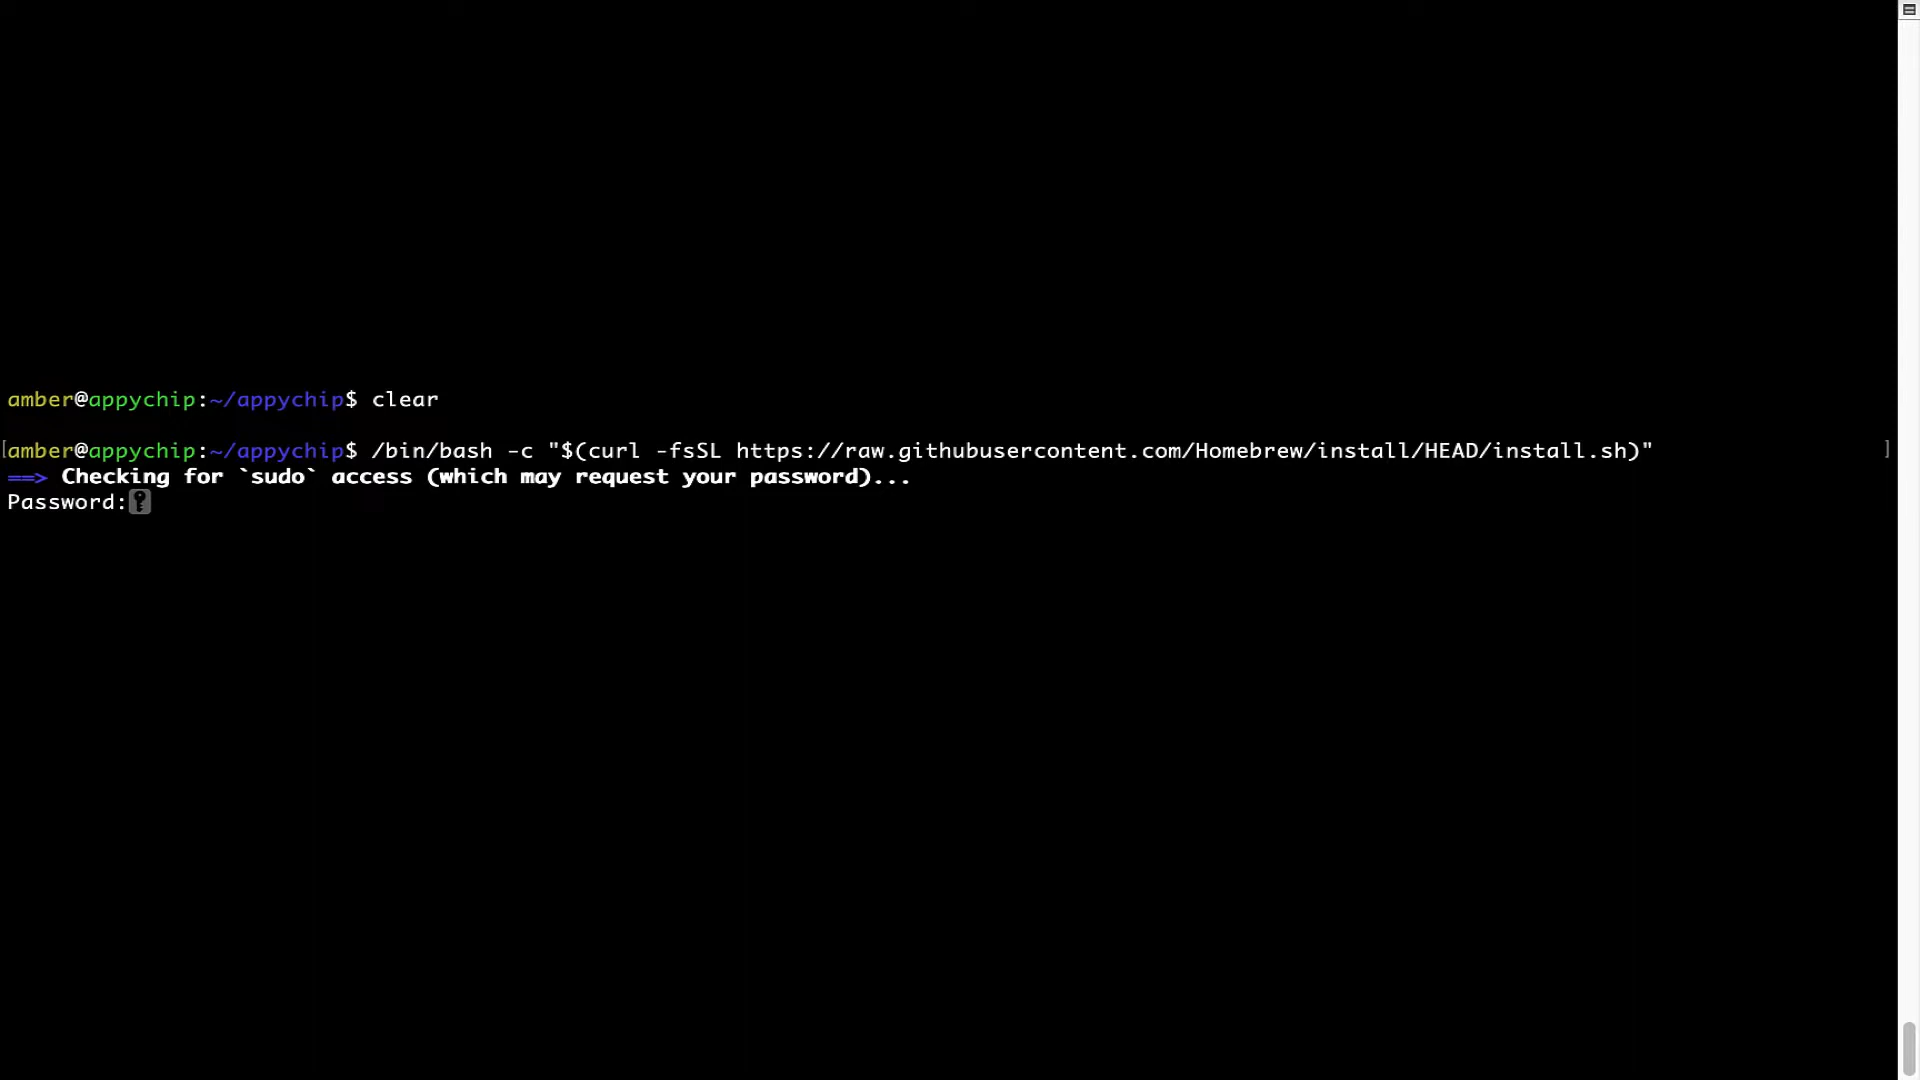 amber@appychip:~/appychip$ clear
[amber@appychip:~/appychip$ /bin/bash -c "$(curl -fsSL https://raw.githubusercontent.com/Homebrew/install/HEAD/install.sh)" ]
==> Checking for `sudo` access (which may request your password)...
Password: